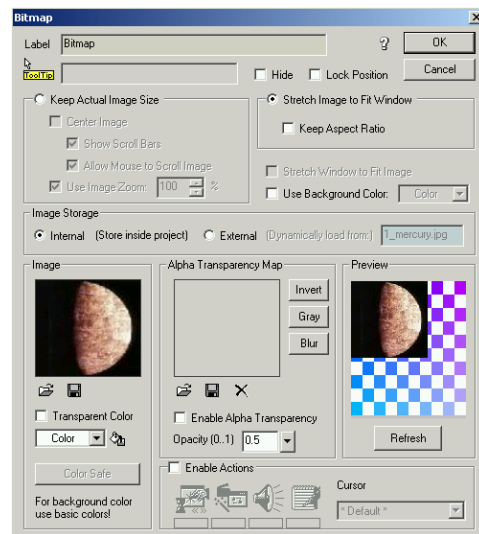 Bitmap
Label Bitmap ? OK
ToolTip Hide Lock Position Cancel
Keep Actual Image Size
Center Image
Show Scroll Bars
Allow Mouse to Scroll Image
Use Image Zoom: 100 %
Stretch Image to Fit Window
Keep Aspect Ratio
Stretch Window to Fit Image
Use Background Color: Color
Image Storage
Internal (Store inside project) External (Dynamically load from:) 1_mercury.jpg
Image
Transparent Color
Color
Color Safe
For background color
use basic colors!
Alpha Transparency Map
Invert
Gray
Blur
Enable Alpha Transparency
Opacity (0..1) 0.5
Preview
Refresh
Enable Actions
Cursor
* Default *